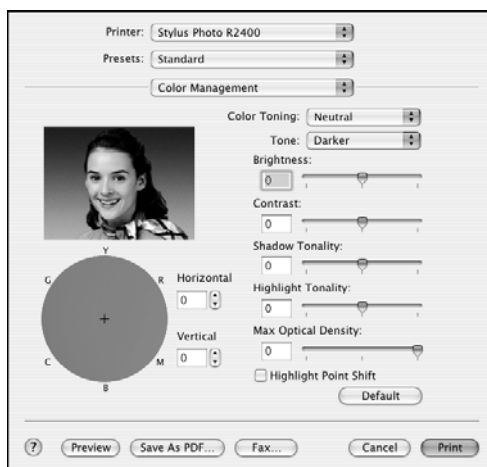 Printer: Stylus Photo R2400
Presets: Standard
Color Management
Color Toning: Neutral
Tone: Darker
Brightness:
0
Contrast:
0
Shadow Tonality:
0
Highlight Tonality:
0
Max Optical Density:
0
Highlight Point Shift
Default
Y
G R
C M
B
Horizontal
0
Vertical
0
? Preview Save As PDF... Fax... Cancel Print